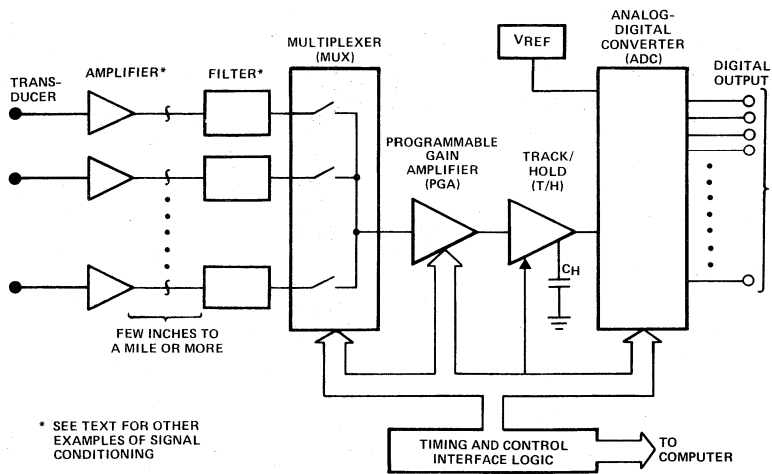 TRANS-
DUCER
AMPLIFIER*
FILTER*
MULTIPLEXER
(MUX)
VREF
ANALOG-
DIGITAL
CONVERTER
(ADC)
DIGITAL
OUTPUT
PROGRAMMABLE
GAIN
AMPLIFIER
(PGA)
TRACK/
HOLD
(T/H)
CH
FEW INCHES TO
A MILE OR MORE
* SEE TEXT FOR OTHER
EXAMPLES OF SIGNAL
CONDITIONING
TIMING AND CONTROL
INTERFACE LOGIC
TO
COMPUTER